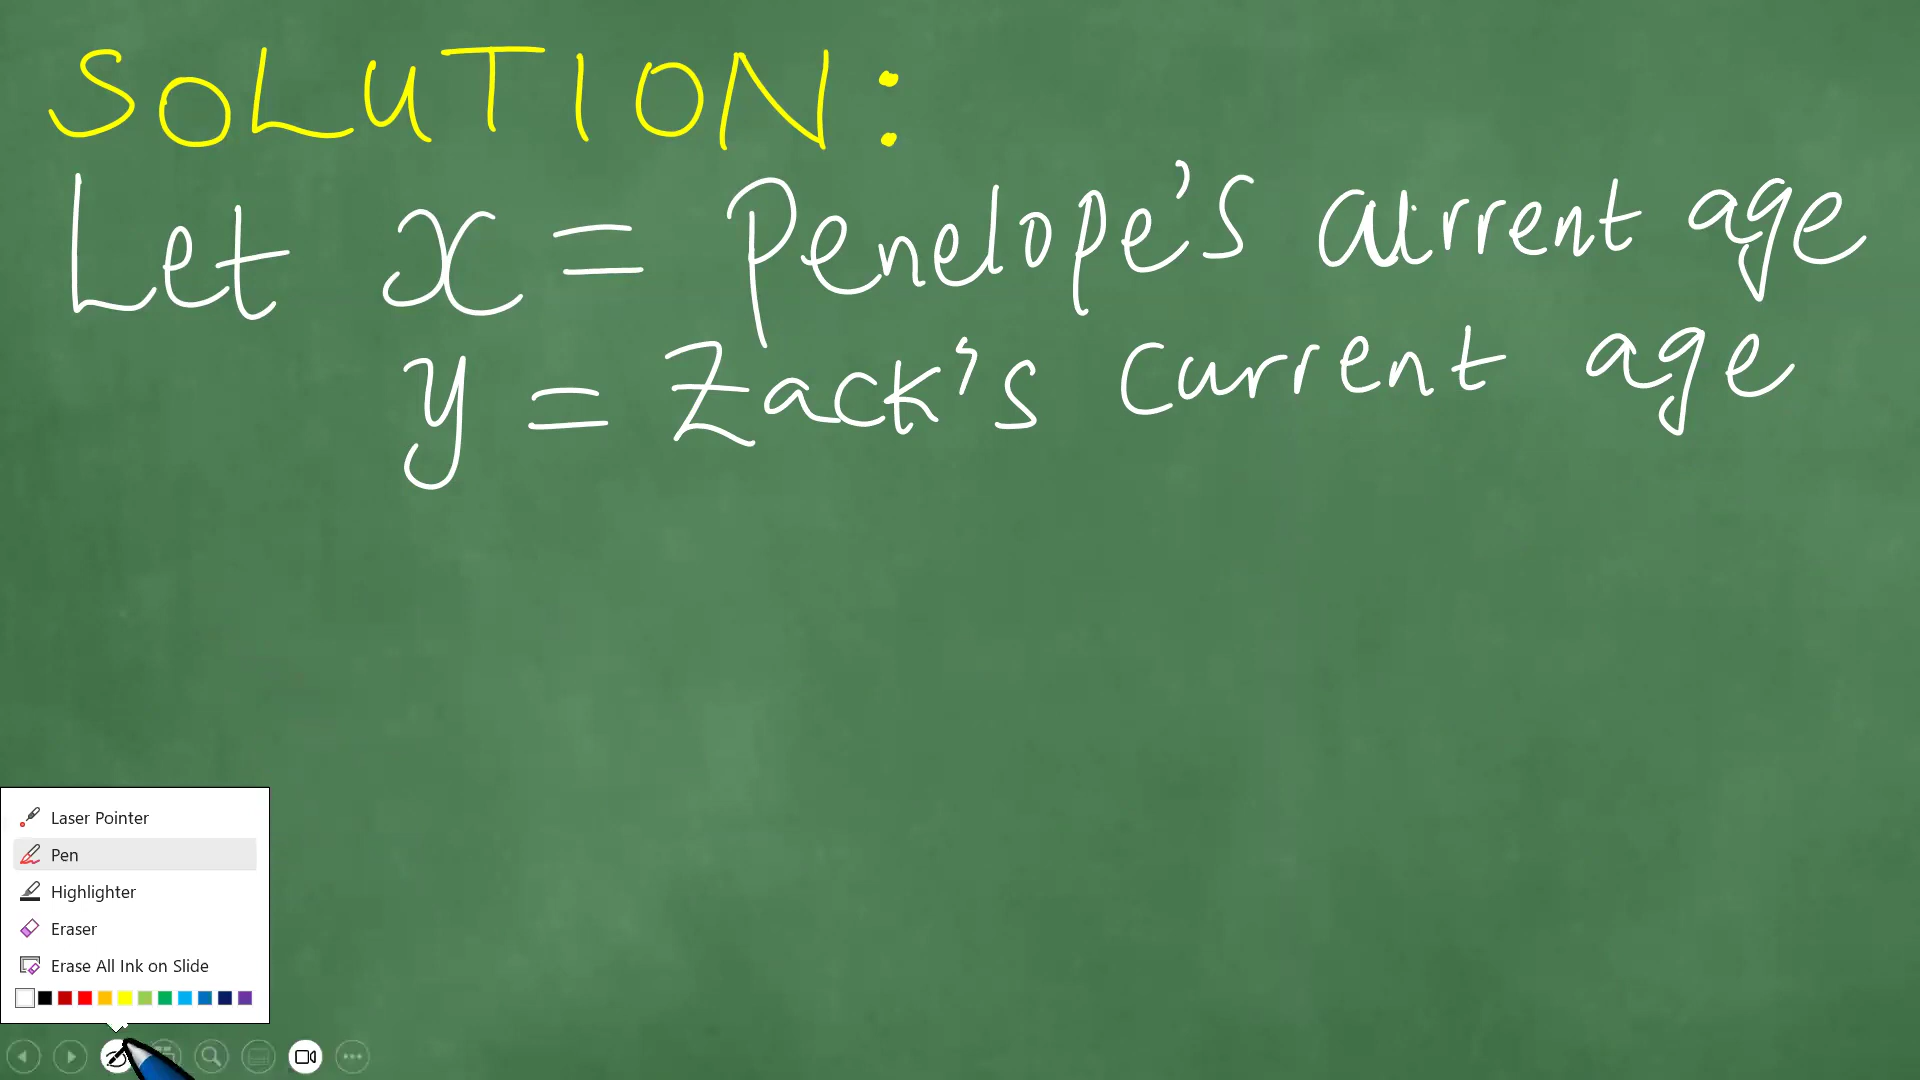 SOLUTION:
Let x = Penelope's current age
y = Zack's current age
Laser Pointer
Pen
Highlighter
Eraser
Erase All Ink on Slide